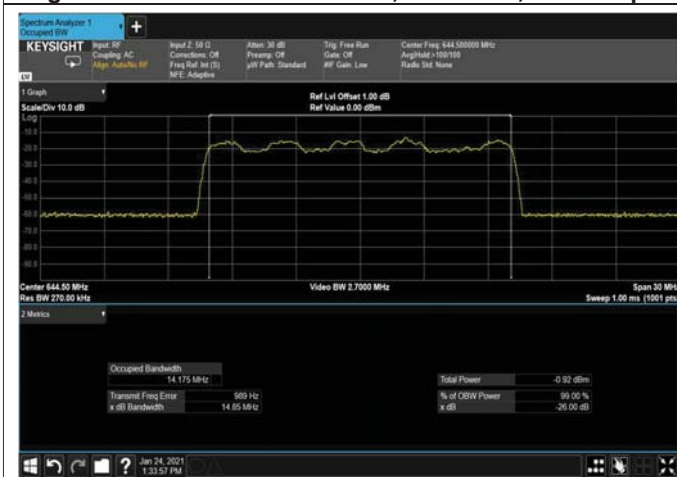 Spectrum Analyzer 1
Occupied BW
+
KEYSIGHT
Input: RF
Coupling: AC
Align: Auto/No RF
Input Z: 50 Ω
Corrections: Off
Freq Ref: Int (S)
NFE: Adaptive
Atten: 30 dB
Preamp: Off
µW Path: Standard
Trig: Free Run
Gate: Off
#IF Gain: Low
Center Freq: 644.500000 MHz
Avg|Hold:>100/100
Radio Std: None
LV
1 Graph
Scale/Div 10.0 dB
Ref Lvl Offset 1.00 dB
Ref Value 0.00 dBm
Log
-10.0
-20.0
-30.0
-40.0
-50.0
-60.0
-70.0
-80.0
-90.0
Center 644.50 MHz
Res BW 270.00 kHz
Video BW 2.7000 MHz
Span 30 MHz
Sweep 1.00 ms (1001 pts
2 Metrics
Occupied Bandwidth
14.175 MHz
Transmit Freq Error 989 Hz
x dB Bandwidth 14.85 MHz
Total Power -0.92 dBm
% of OBW Power 99.00 %
x dB -26.00 dB
?
Jan 24, 2021
1:33:57 PM